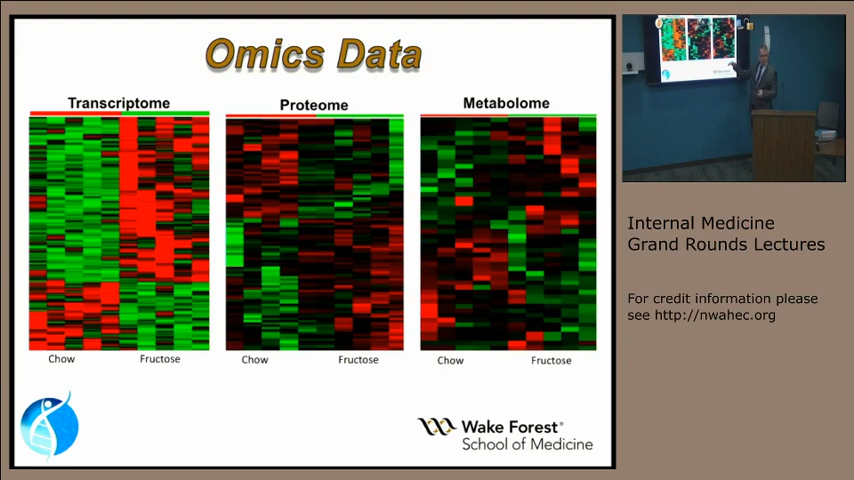 Omics Data
Transcriptome
Proteome
Metabolome
Chow
Fructose
Chow
Fructose
Chow
Fructose
Wake Forest®
School of Medicine
Internal Medicine
Grand Rounds Lectures
For credit information please
see http://nwahec.org